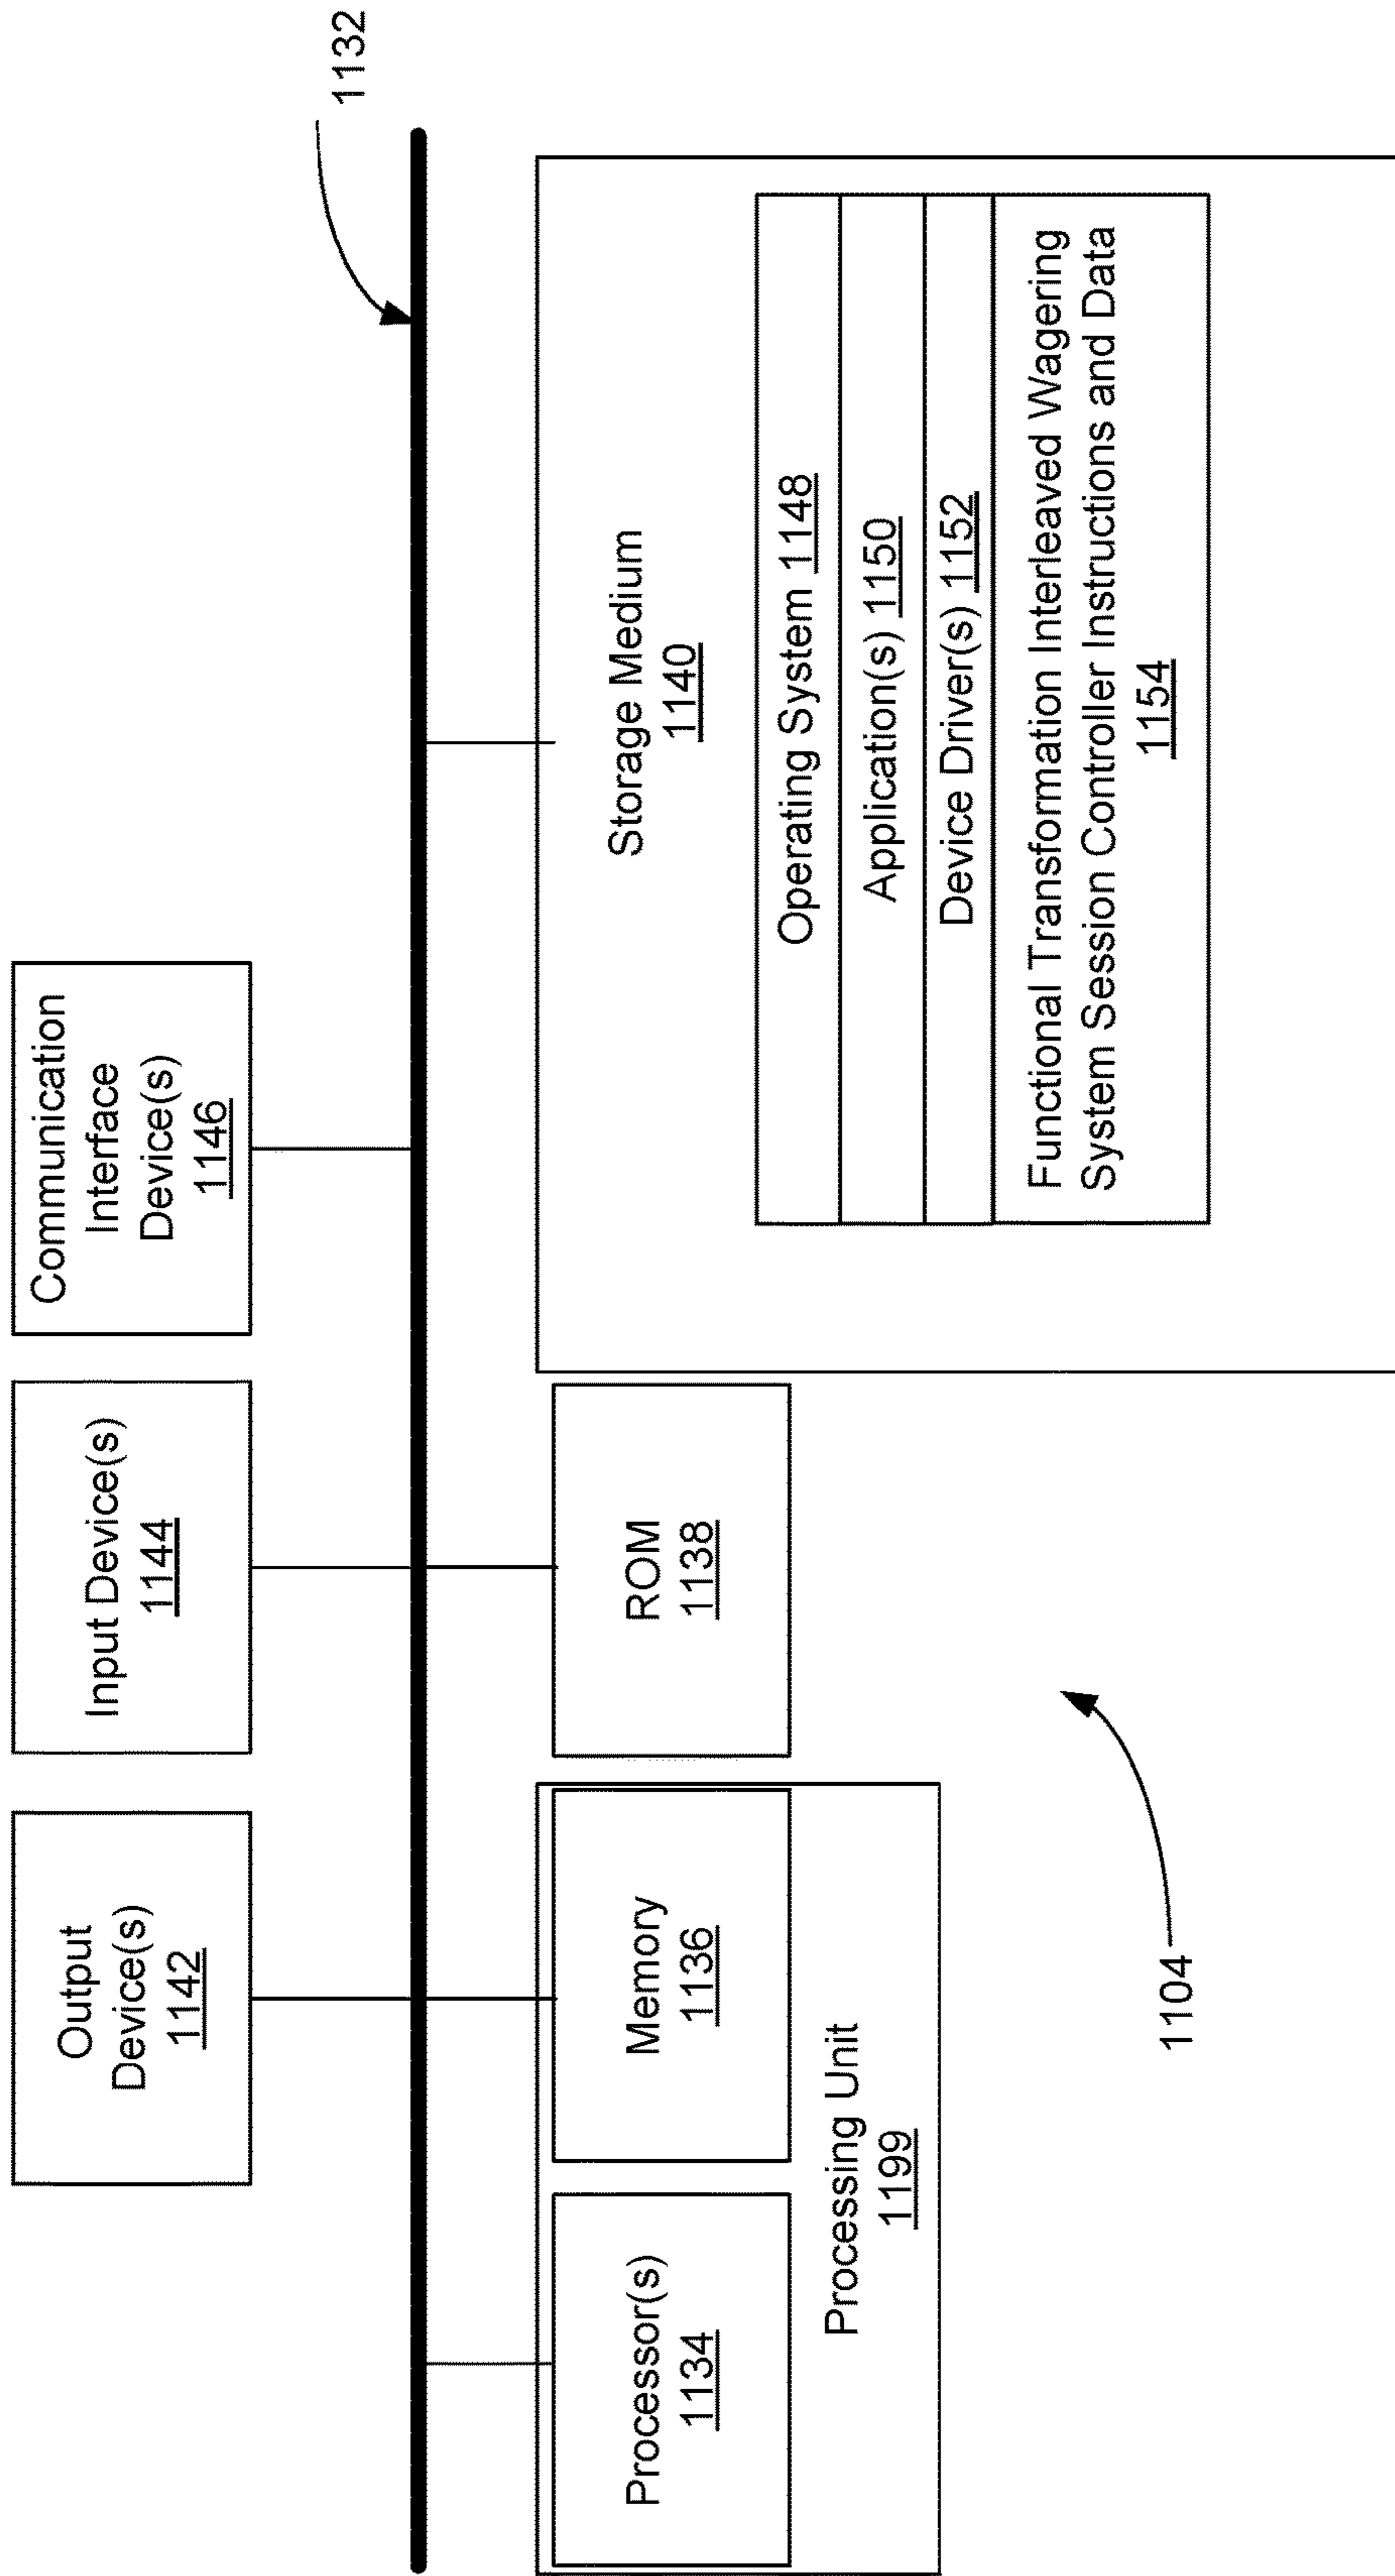 1132
Output
Device(s)
1142
Input Device(s)
1144
Communication
Interface
Device(s)
1146
Processor(s)
1134
Memory
1136
Processing Unit
1199
ROM
1138
Storage Medium
1140
Operating System 1148
Application(s) 1150
Device Driver(s) 1152
Functional Transformation Interleaved Wagering
System Session Controller Instructions and Data
1154
1104